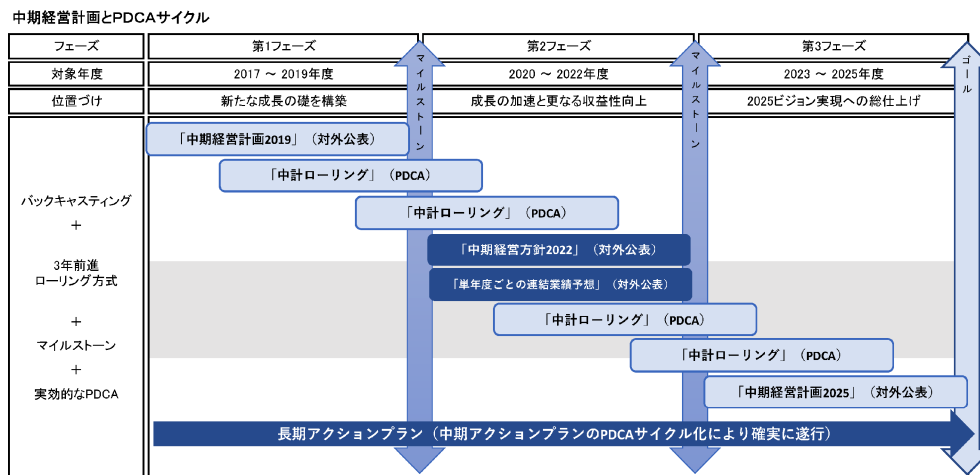 中期経営計画とPDCAサイクル
フェーズ
第1フェーズ
第2フェーズ
第3フェーズ
対象年度
2017 ～ 2019年度
2020 ～ 2022年度
2023 ～ 2025年度
位置づけ
新たな成長の礎を構築
成長の加速と更なる収益性向上
2025ビジョン実現への総仕上げ
マイルストーン
マイルストーン
ゴール
バックキャスティング
+
3年前進
ローリング方式
+
マイルストーン
+
実効的なPDCA
「中期経営計画2019」（対外公表）
「中計ローリング」（PDCA）
「中計ローリング」（PDCA）
「中期経営方針2022」（対外公表）
「単年度ごとの連結業績予想」（対外公表）
「中計ローリング」（PDCA）
「中計ローリング」（PDCA）
「中期経営計画2025」（対外公表）
長期アクションプラン（中期アクションプランのPDCAサイクル化により確実に遂行）